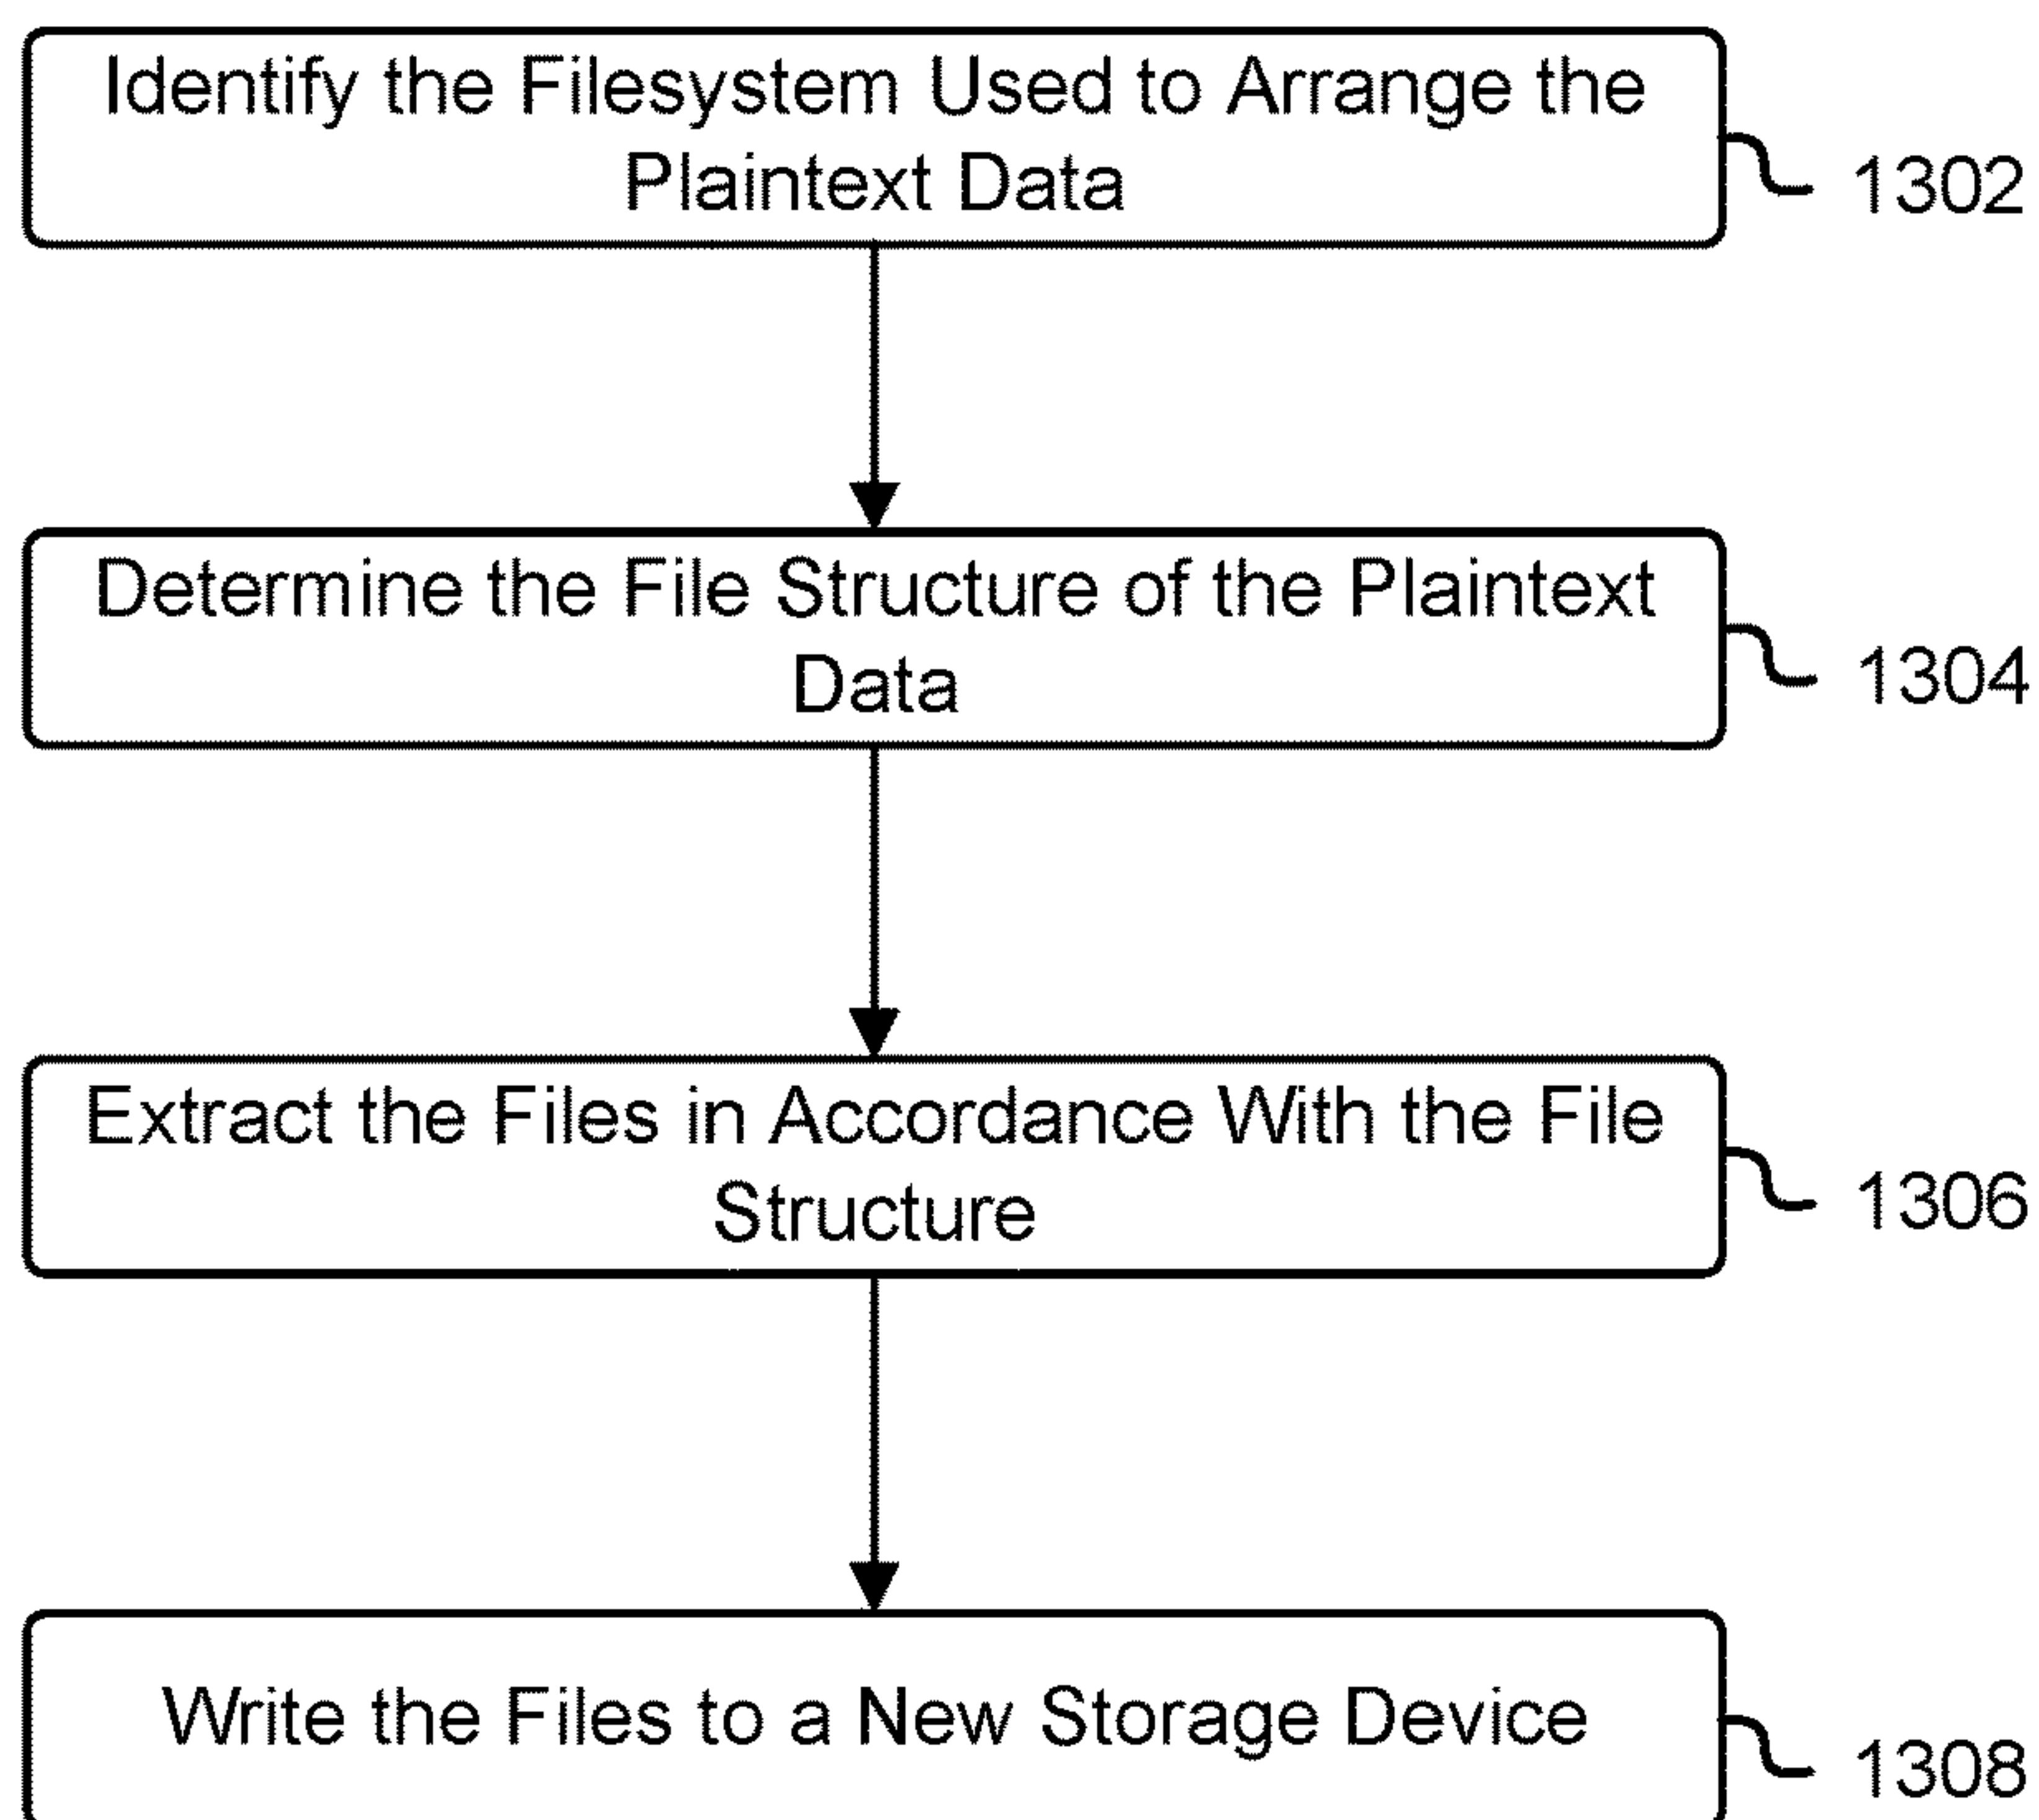 Identify the Filesystem Used to Arrange the
Plaintext Data
1302
Determine the File Structure of the Plaintext
Data
1304
Extract the Files in Accordance With the File
Structure
1306
Write the Files to a New Storage Device
1308